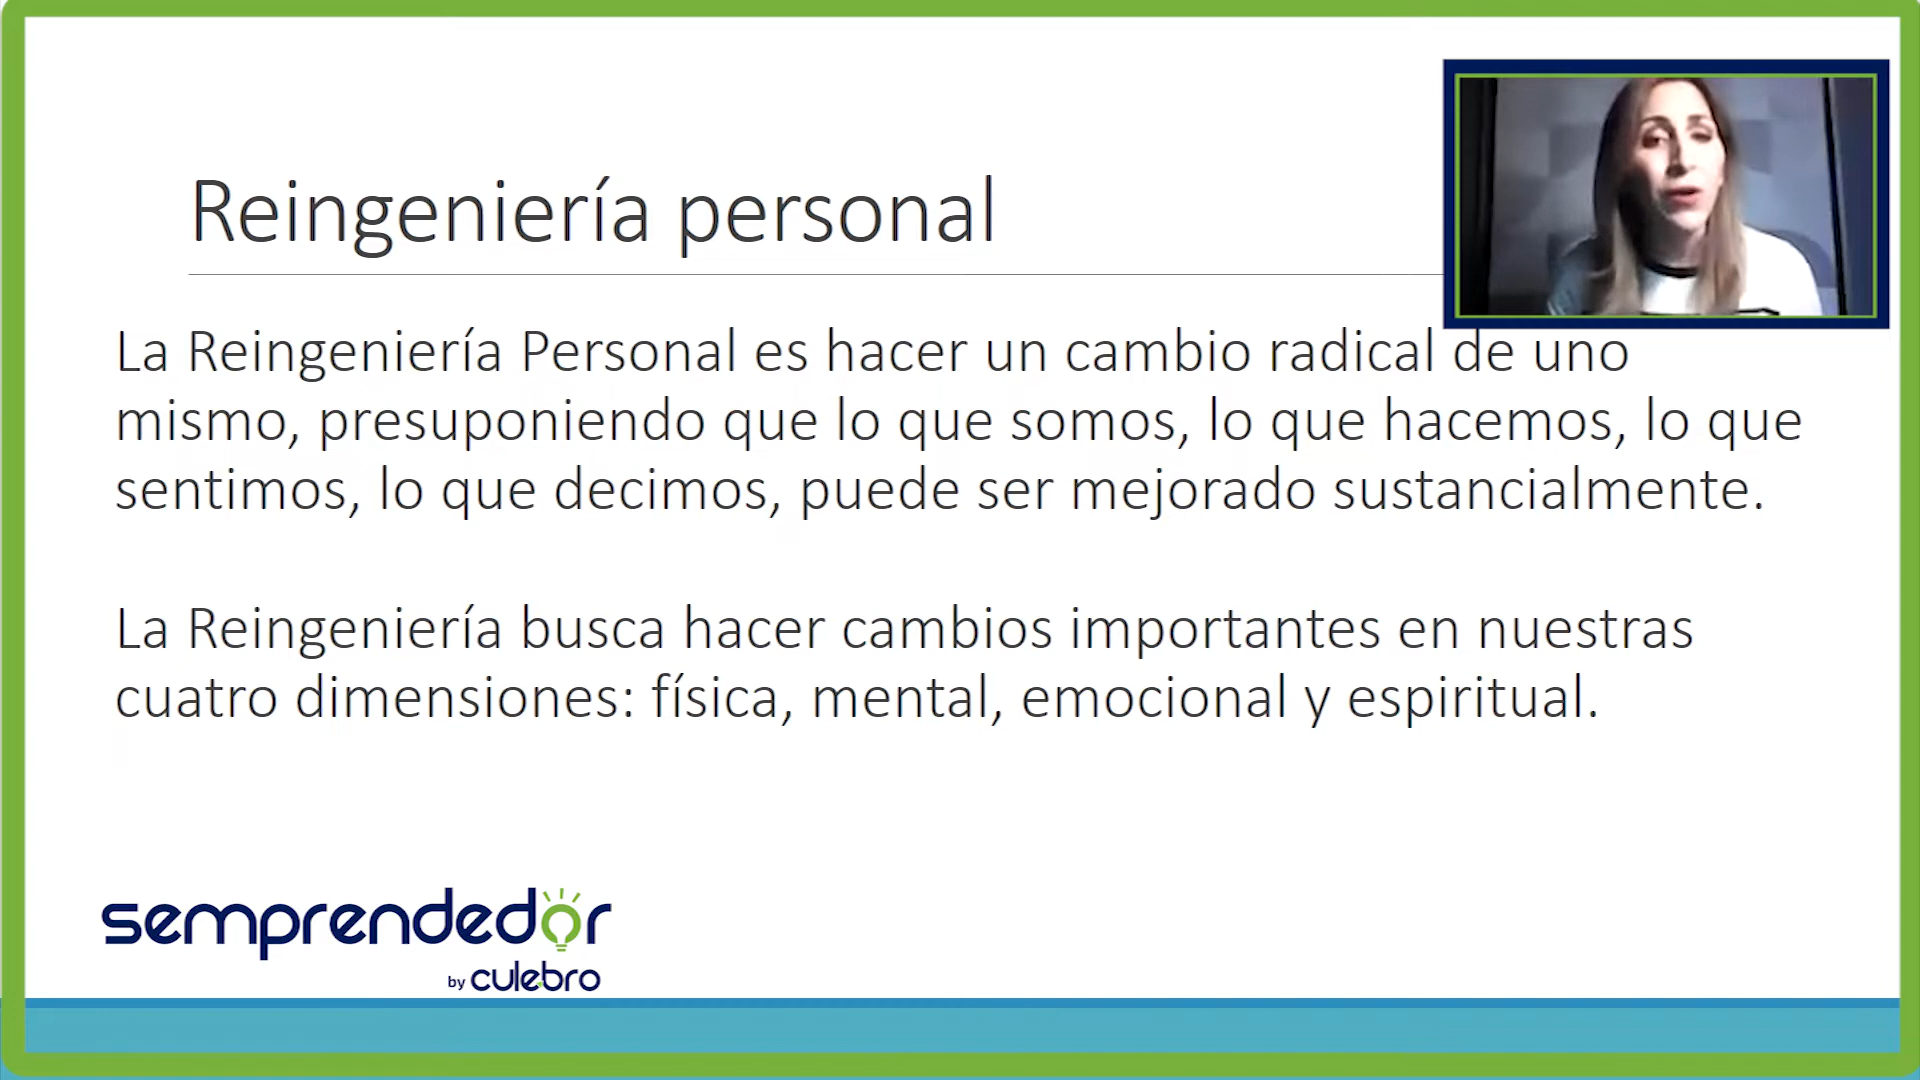 Reingeniería personal
La Reingeniería Personal es hacer un cambio radical de uno
mismo, presuponiendo que lo que somos, lo que hacemos, lo que
sentimos, lo que decimos, puede ser mejorado sustancialmente.
La Reingeniería busca hacer cambios importantes en nuestras
cuatro dimensiones: física, mental, emocional y espiritual.
semprendedor
by culebro